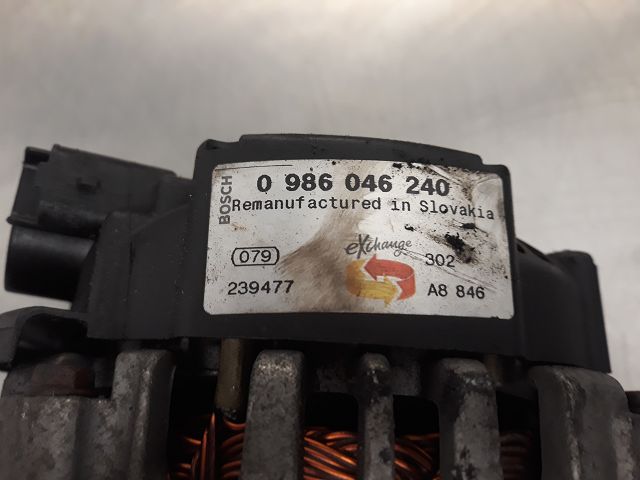 BOSCH
0 986 046 240
Remanufactured in Slovakia
079
exchange
302
239477
A8 846